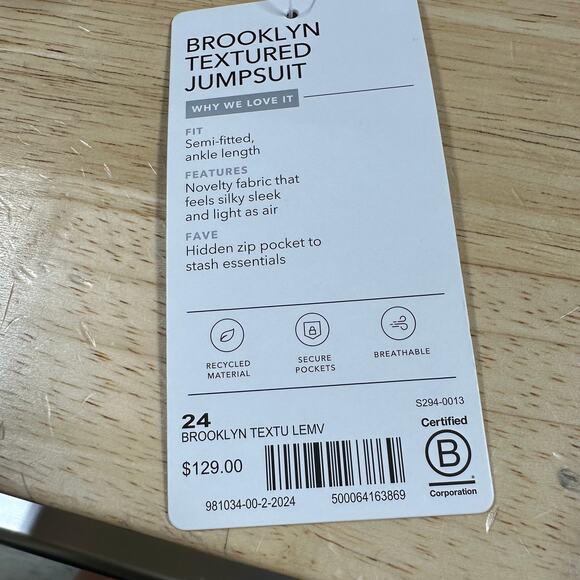 BROOKLYN
TEXTURED
JUMPSUIT
WHY WE LOVE IT
FIT
Semi-fitted,
ankle length
FEATURES
Novelty fabric that
feels silky sleek
and light as air
FAVE
Hidden zip pocket to
stash essentials
RECYCLED
MATERIAL
SECURE
POCKETS
BREATHABLE
S294-0013
24
BROOKLYN TEXTU LEMV
$129.00
981034-00-2-2024
500064163869
Certified
B
Corporation